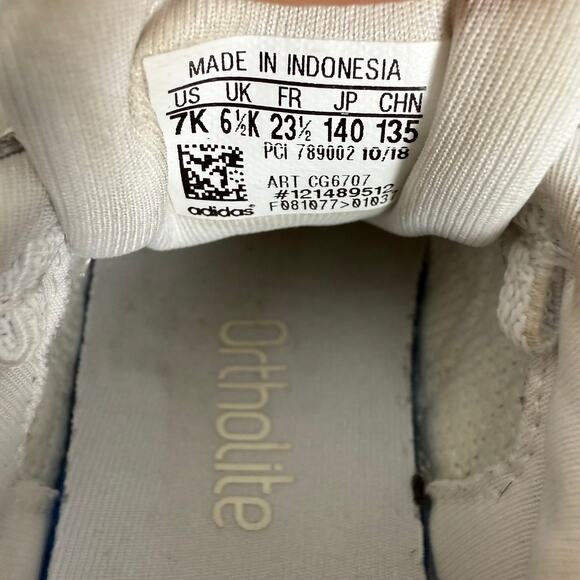 MADE IN INDONESIA
US UK FR JP CHN
7K 6½K 23½ 140 135
PCI 789002 10/18
ART CG6707
#121489512
adidas
F081077>01031
Ortholite